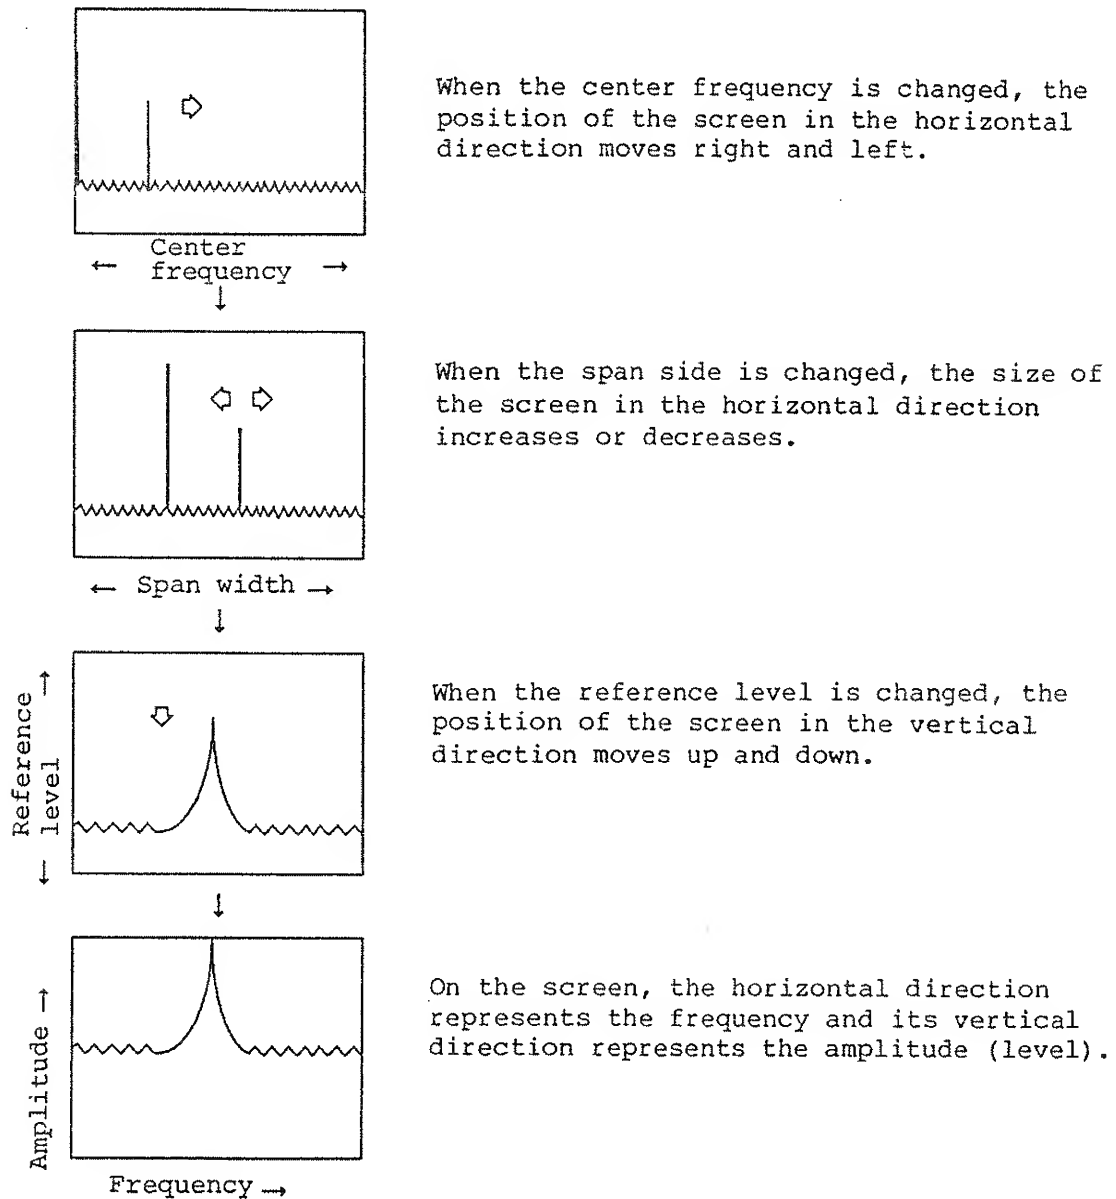 When the center frequency is changed, the
position of the screen in the horizontal
direction moves right and left.
← Center
frequency →
↓
When the span side is changed, the size of
the screen in the horizontal direction
increases or decreases.
← Span width →
↓
← Reference
level →
When the reference level is changed, the
position of the screen in the vertical
direction moves up and down.
↓
Amplitude →
On the screen, the horizontal direction
represents the frequency and its vertical
direction represents the amplitude (level).
Frequency →